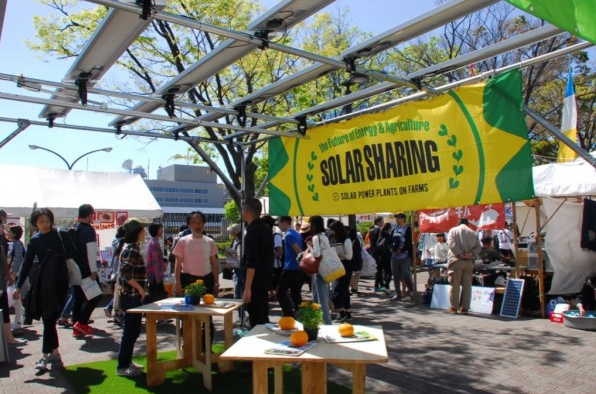 the Future of Energy & Agriculture
SOLAR SHARING
SOLAR POWER PLANTS ON FARMS